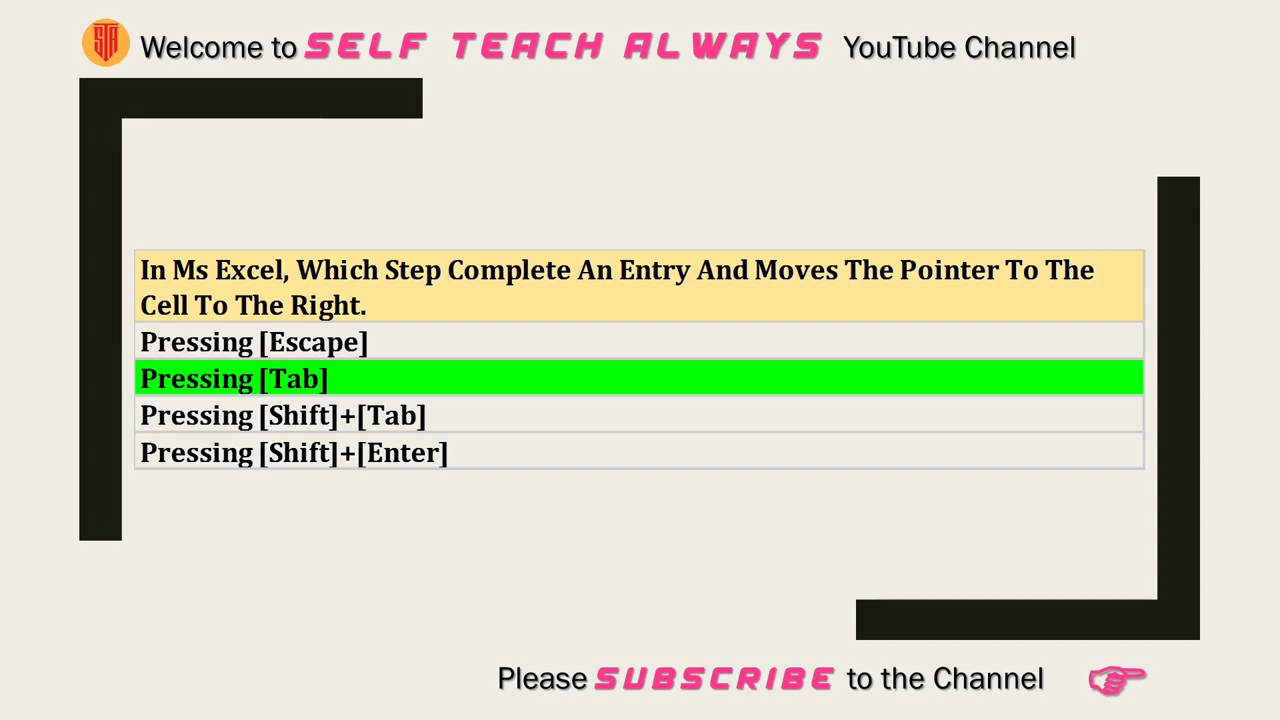 STA
Welcome to SELF TEACH ALWAYS YouTube Channel
In Ms Excel, Which Step Complete An Entry And Moves The Pointer To The
Cell To The Right.
Pressing [Escape]
Pressing [Tab]
Pressing [Shift]+[Tab]
Pressing [Shift]+[Enter]
Please SUBSCRIBE to the Channel